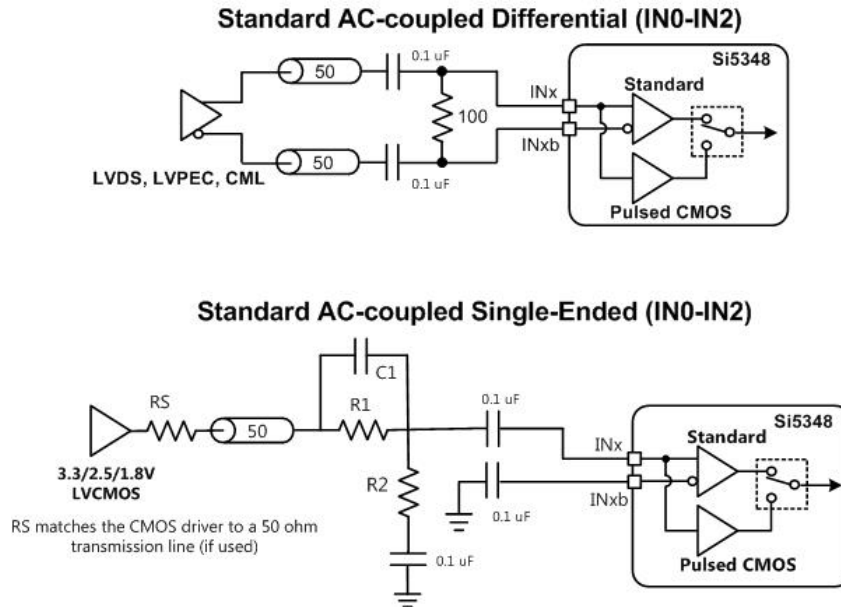 Standard AC-coupled Differential (IN0-IN2)
Si5348
0.1 uF
50
Standard
INx
100
INxb
50
0.1 uF
LVDS, LVPEC, CML
Pulsed CMOS
Standard AC-coupled Single-Ended (IN0-IN2)
C1
RS
R1
0.1 uF
Si5348
50
Standard
INx
3.3/2.5/1.8V
LVCMOS
R2
INxb
RS matches the CMOS driver to a 50 ohm
transmission line (if used)
0.1 uF
0.1 uF
Pulsed CMOS